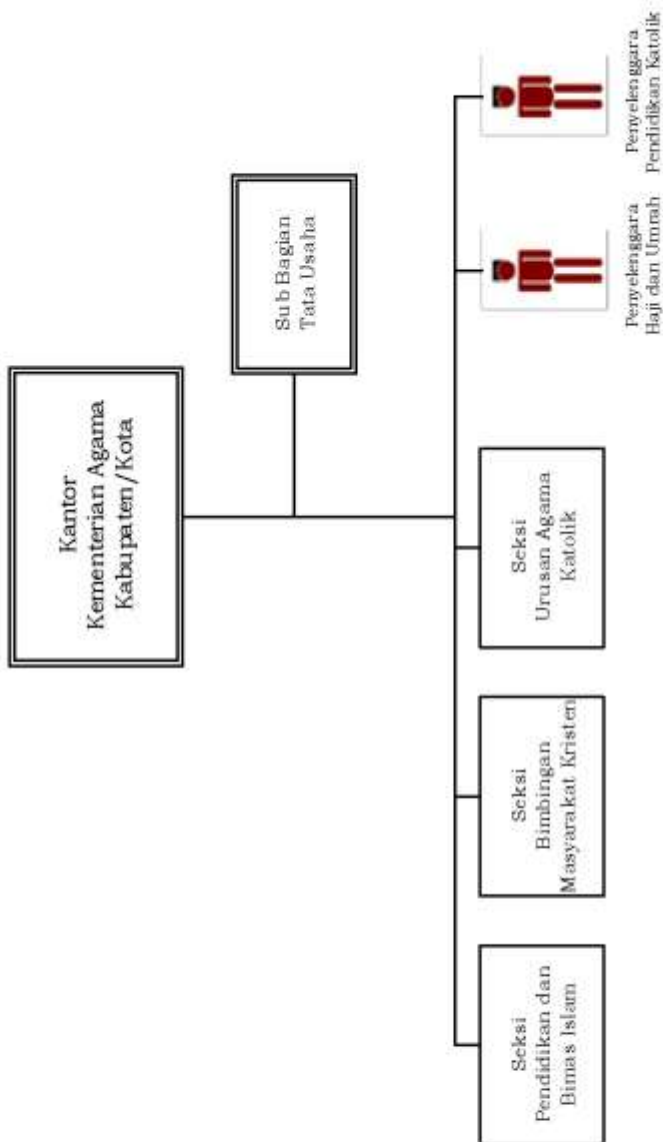 Kantor
Kementerian Agama
Kabupaten/Kota
Sub Bagian
Tata Usaha
Seksi
Pendidikan dan
Bimas Islam
Seksi
Bimbingan
Masyarakat Kristen
Seksi
Urusan Agama
Katolik
Penyelenggara
Haji dan Umrah
Penyelenggara
Pendidikan Katolik